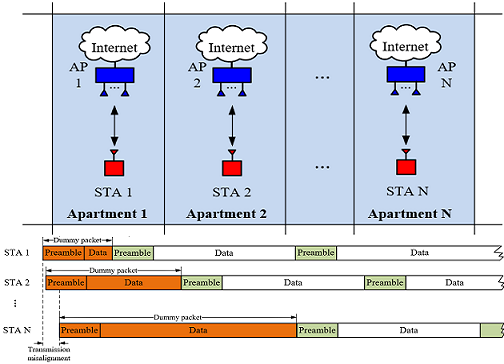 Internet Internet Internet
AP 1 AP 2 AP N
... ... ... ...
STA 1 STA 2 ... STA N
Apartment 1 Apartment 2 Apartment N
Dummy packet
STA 1 Preamble Data Preamble Data Preamble Data
Dummy packet
STA 2 Preamble Data Preamble Data Preamble Data
...
Dummy packet
STA N Preamble Data Preamble Data
Transmission
misalignment